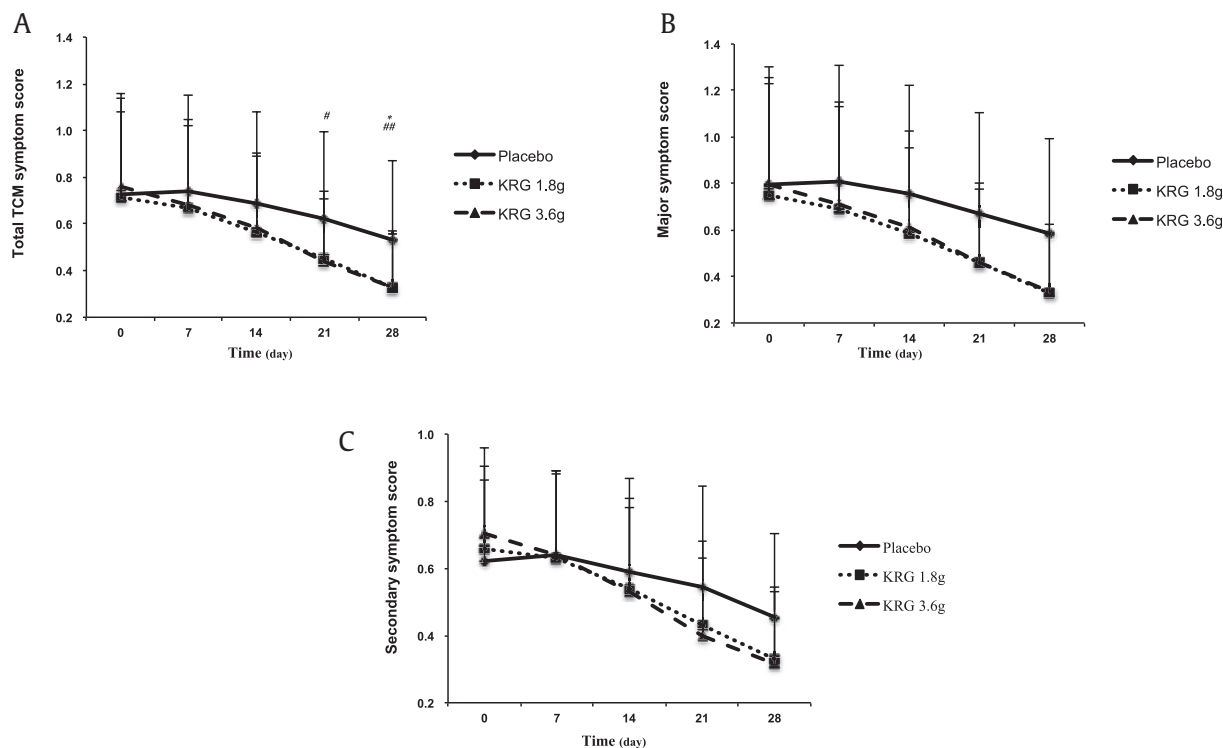 A
Total TCM symptom score
1.4
1.2
1.0
0.8
0.6
0.4
0.2
#
*
##
0 7 14 21 28
Time (day)
Placebo
KRG 1.8g
KRG 3.6g
B
Major symptom score
1.4
1.2
1.0
0.8
0.6
0.4
0.2
0 7 14 21 28
Time (day)
Placebo
KRG 1.8g
KRG 3.6g
C
Secondary symptom score
1.0
0.8
0.6
0.4
0.2
0 7 14 21 28
Time (day)
Placebo
KRG 1.8g
KRG 3.6g